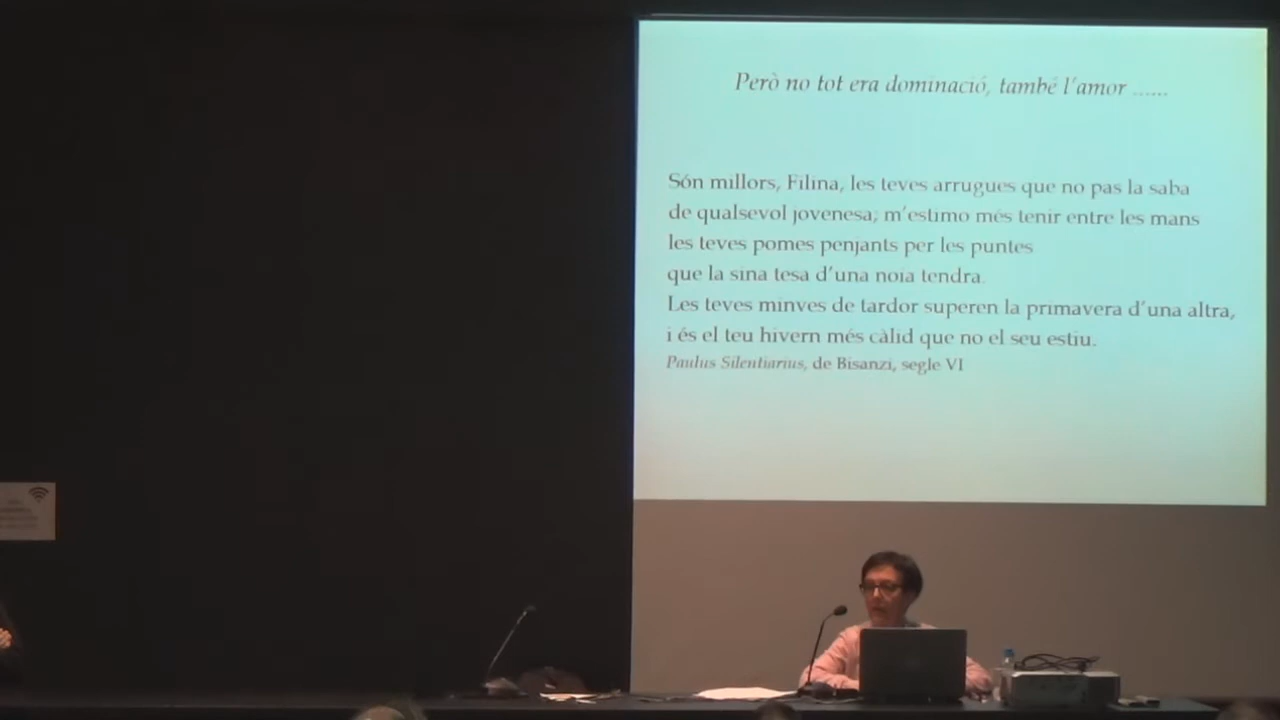 Però no tot era dominació, també l'amor ......
Són millors, Filina, les teves arrugues que no pas la saba
de qualsevol jovenesa; m'estimo més tenir entre les mans
les teves pomes penjants per les puntes
que la sina tesa d'una noia tendra.
Les teves minves de tardor superen la primavera d'una altra,
i és el teu hivern més càlid que no el seu estiu.
Paulus Silentiarius, de Bisanzi, segle VI